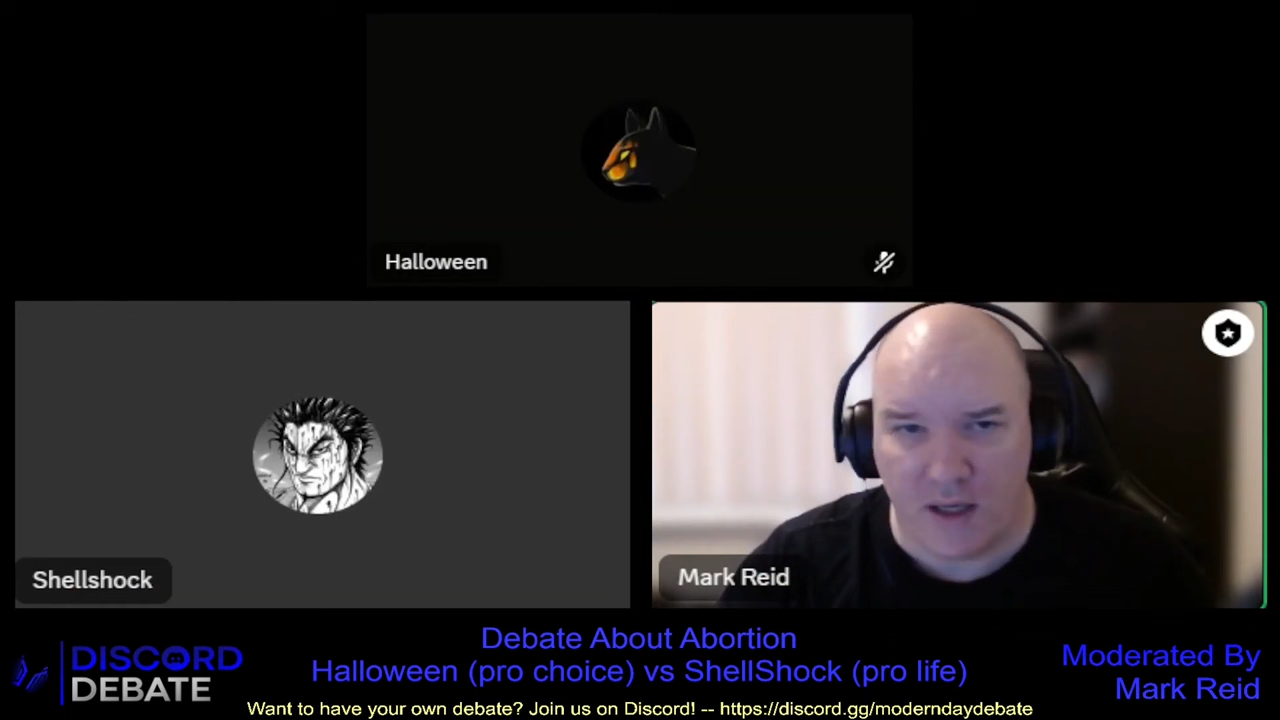 Halloween
Shellshock
Mark Reid
Debate About Abortion
Halloween (pro choice) vs ShellShock (pro life)
DISCORD
DEBATE
Moderated By
Mark Reid
Want to have your own debate? Join us on Discord! -- https://discord.gg/moderndaydebate